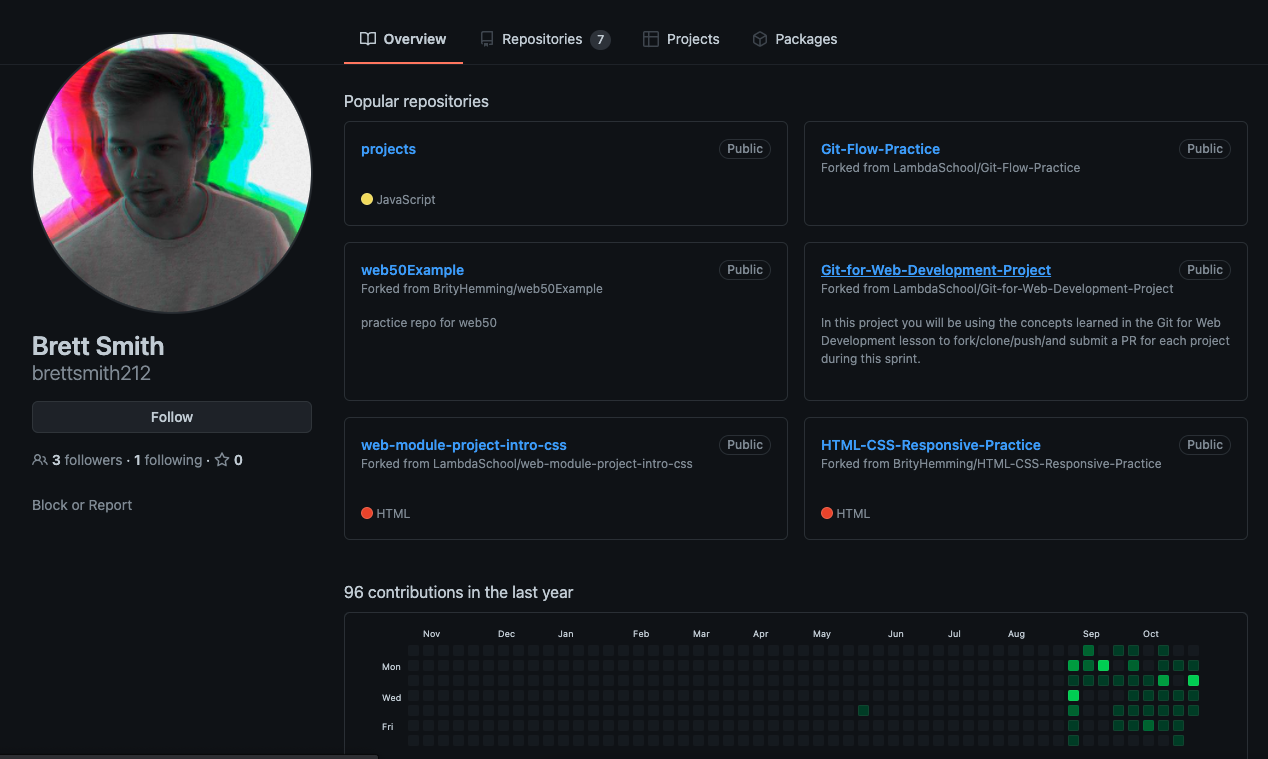 Overview Repositories 7 Projects Packages
Brett Smith
brettsmith212
Follow
3 followers · 1 following · 0
Block or Report
Popular repositories
projects Public
JavaScript
Git-Flow-Practice Public
Forked from LambdaSchool/Git-Flow-Practice
web50Example Public
Forked from BrityHemming/web50Example
practice repo for web50
Git-for-Web-Development-Project Public
Forked from LambdaSchool/Git-for-Web-Development-Project
In this project you will be using the concepts learned in the Git for Web
Development lesson to fork/clone/push/and submit a PR for each project
during this sprint.
web-module-project-intro-css Public
Forked from LambdaSchool/web-module-project-intro-css
HTML
HTML-CSS-Responsive-Practice Public
Forked from BrityHemming/HTML-CSS-Responsive-Practice
HTML
96 contributions in the last year
Nov Dec Jan Feb Mar Apr May Jun Jul Aug Sep Oct
Mon
Wed
Fri